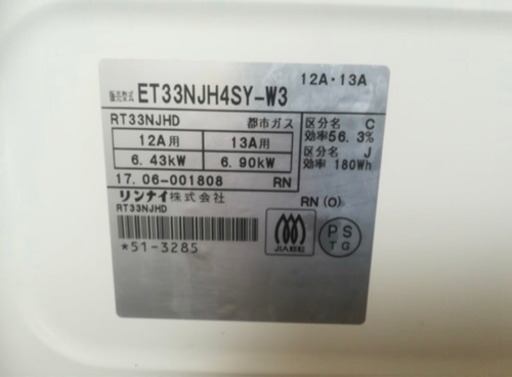 12A・13A
販売型式 ET33NJH4SY-W3
RT33NJHD 都市ガス
12A用 13A用
6.43kW 6.90kW
区分名 C
効率56.3%
区分名 J
効率 180Wh
17.06-001808 RN
リンナイ株式会社 RN(O)
RT33NJHD
*51-3285
JIA
PS
TG